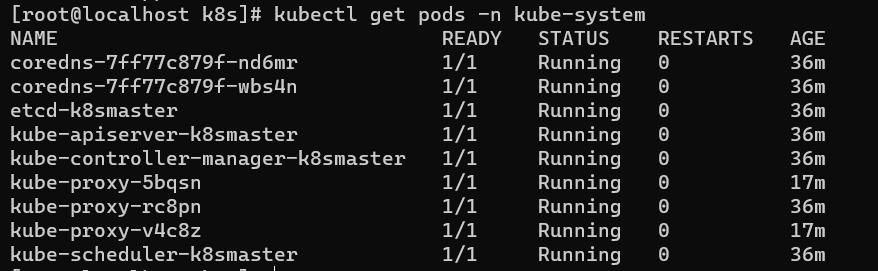 [root@localhost k8s]# kubectl get pods -n kube-system
NAME READY STATUS RESTARTS AGE
coredns-7ff77c879f-nd6mr 1/1 Running 0 36m
coredns-7ff77c879f-wbs4n 1/1 Running 0 36m
etcd-k8smaster 1/1 Running 0 36m
kube-apiserver-k8smaster 1/1 Running 0 36m
kube-controller-manager-k8smaster 1/1 Running 0 36m
kube-proxy-5bqsn 1/1 Running 0 17m
kube-proxy-rc8pn 1/1 Running 0 36m
kube-proxy-v4c8z 1/1 Running 0 17m
kube-scheduler-k8smaster 1/1 Running 0 36m